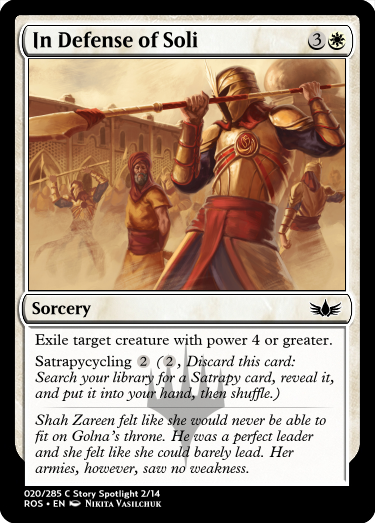 In Defense of Soli 3
Sorcery
Exile target creature with power 4 or greater.
Satrapycycling 2 (2, Discard this card:
Search your library for a Satrapy card, reveal it,
and put it into your hand, then shuffle.)
Shah Zareen felt like she would never be able to
fit on Golna's throne. He was a perfect leader
and she felt like she could barely lead. Her
armies, however, saw no weakness.
020/285 C Story Spotlight 2/14
ROS • EN Nikita Vasilchuk